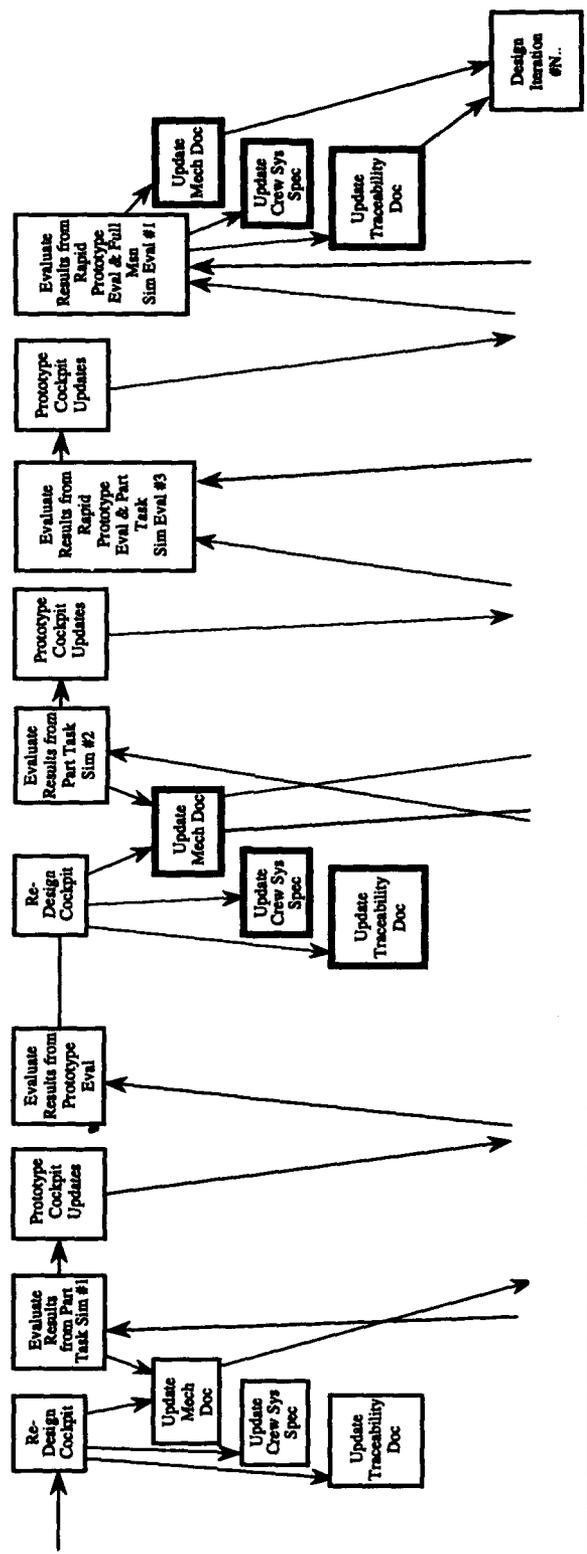 Re-
Design
Cockpit
Evaluate
Results
from Part
Task Sim #1
Update
Mech
Doc
Update
Crew Sys
Spec
Update
Traceability
Doc
Prototype
Cockpit
Updates
Evaluate
Results from
Prototype
Eval
Re-
Design
Cockpit
Update
Mech Doc
Update
Crew Sys
Spec
Update
Traceability
Doc
Evaluate
Results from
Part Task
Sim #2
Prototype
Cockpit
Updates
Evaluate
Results from
Rapid
Prototype
Eval & Part
Task
Sim Eval #3
Prototype
Cockpit
Updates
Evaluate
Results from
Rapid
Prototype
Eval & Full
Msn
Sim Eval #1
Update
Mech Doc
Update
Crew Sys
Spec
Update
Traceability
Doc
Design
Iteration
#N..